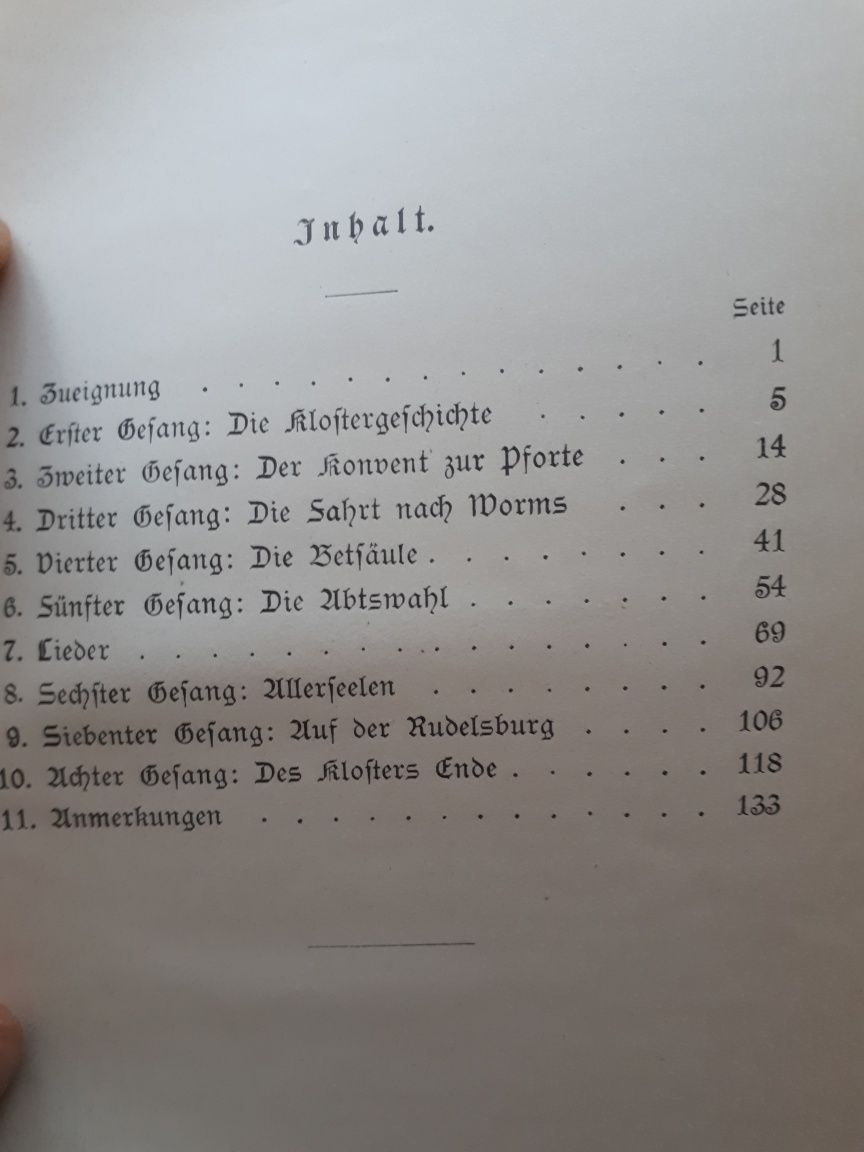 Inhalt.
Seite
1. Zueignung . . . . . . . . . . . . . . 1
2. Erſter Geſang: Die Kloſtergeſchichte . . . . . 5
3. Zweiter Geſang: Der Konvent zur Pforte . . . 14
4. Dritter Geſang: Die Fahrt nach Worms . . . 28
5. Vierter Geſang: Die Betſäule . . . . . . . . 41
6. Fünfter Geſang: Die Abtswahl . . . . . . . 54
7. Lieder . . . . . . . . . . . . . . . . 69
8. Sechſter Geſang: Allerſeelen . . . . . . . . 92
9. Siebenter Geſang: Auf der Rudelsburg . . . . 106
10. Achter Geſang: Des Kloſters Ende . . . . . . 118
11. Anmerkungen . . . . . . . . . . . . . 133